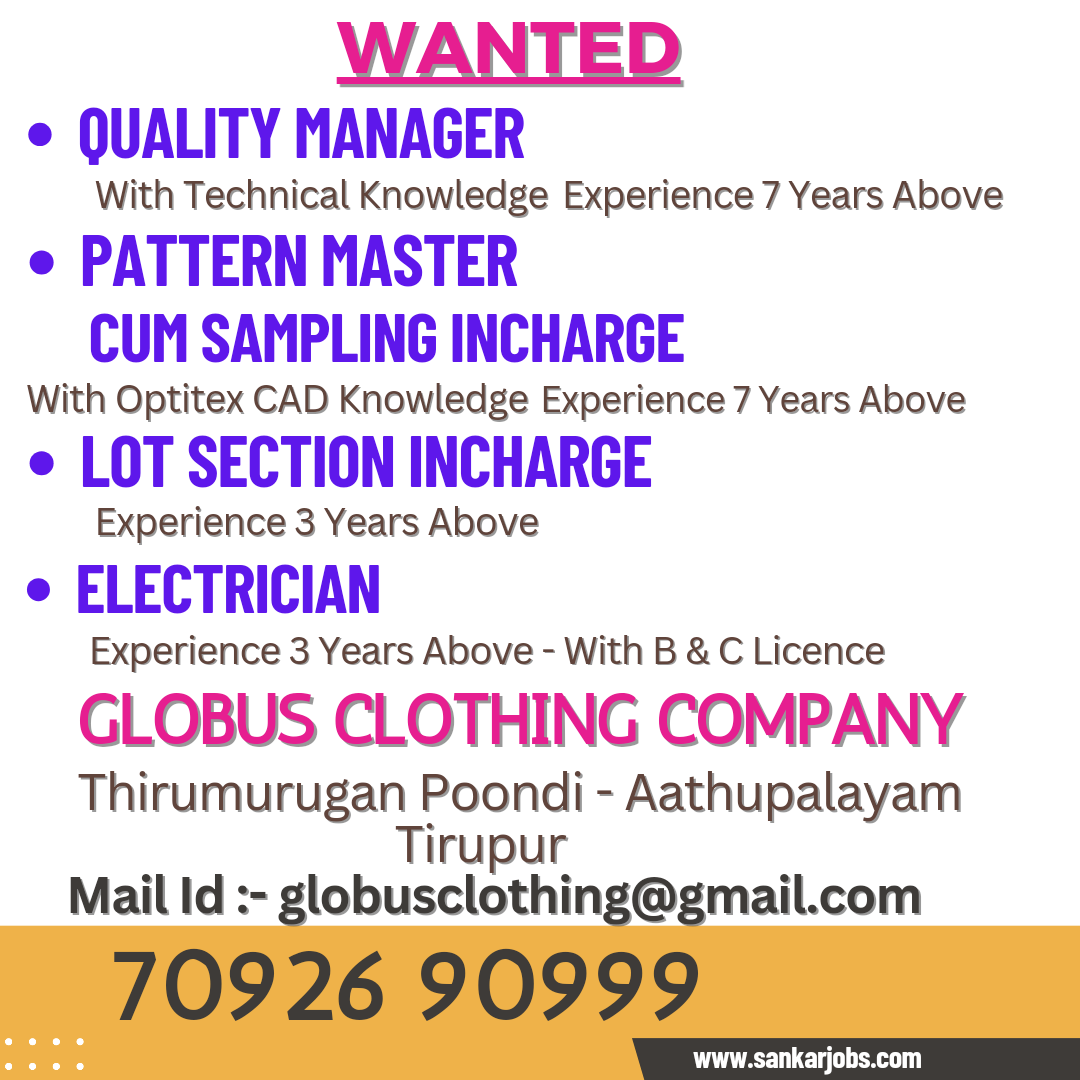 WANTED
• QUALITY MANAGER
With Technical Knowledge Experience 7 Years Above
• PATTERN MASTER
CUM SAMPLING INCHARGE
With Optitex CAD Knowledge Experience 7 Years Above
• LOT SECTION INCHARGE
Experience 3 Years Above
• ELECTRICIAN
Experience 3 Years Above - With B & C Licence
GLOBUS CLOTHING COMPANY
Thirumurugan Poondi - Aathupalayam
Tirupur
Mail Id :- globusclothing@gmail.com
70926 90999
www.sankarjobs.com